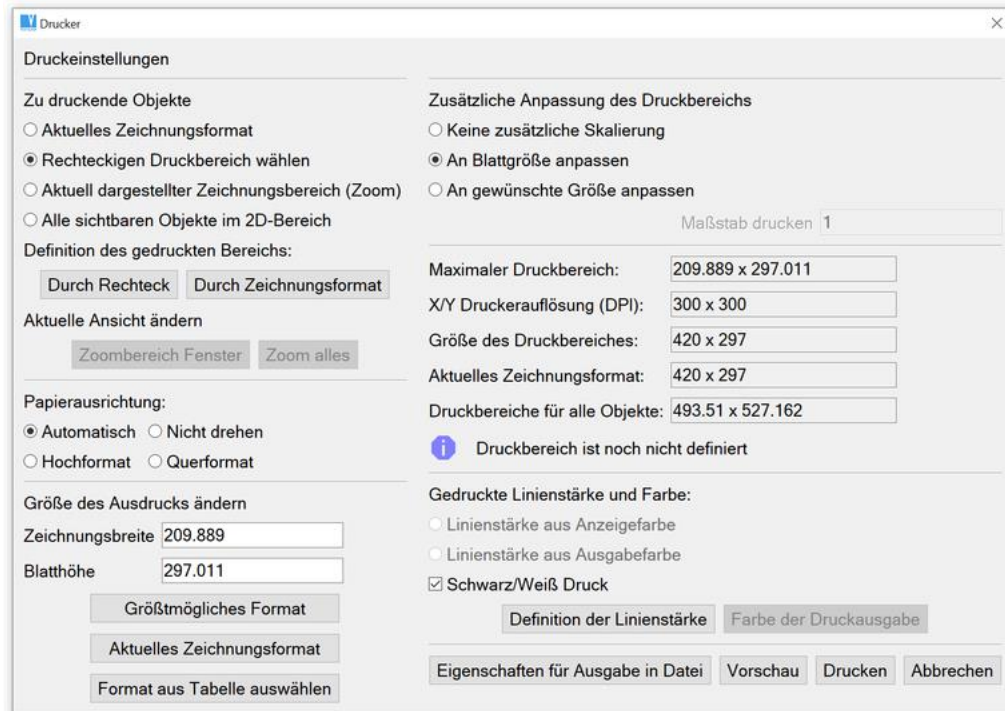 Drucker
Druckeinstellungen
Zu druckende Objekte
Aktuelles Zeichnungsformat
Rechteckigen Druckbereich wählen
Aktuell dargestellter Zeichnungsbereich (Zoom)
Alle sichtbaren Objekte im 2D-Bereich
Definition des gedruckten Bereichs:
Durch Rechteck Durch Zeichnungsformat
Aktuelle Ansicht ändern
Zoombereich Fenster Zoom alles
Papierausrichtung:
Automatisch Nicht drehen
Hochformat Querformat
Größe des Ausdrucks ändern
Zeichnungsbreite 209.889
Blatthöhe 297.011
Größtmögliches Format
Aktuelles Zeichnungsformat
Format aus Tabelle auswählen
Zusätzliche Anpassung des Druckbereichs
Keine zusätzliche Skalierung
An Blattgröße anpassen
An gewünschte Größe anpassen
Maßstab drucken 1
Maximaler Druckbereich: 209.889 x 297.011
X/Y Druckerauflösung (DPI): 300 x 300
Größe des Druckbereiches: 420 x 297
Aktuelles Zeichnungsformat: 420 x 297
Druckbereiche für alle Objekte: 493.51 x 527.162
i Druckbereich ist noch nicht definiert
Gedruckte Linienstärke und Farbe:
Linienstärke aus Anzeigefarbe
Linienstärke aus Ausgabefarbe
Schwarz/Weiß Druck
Definition der Linienstärke Farbe der Druckausgabe
Eigenschaften für Ausgabe in Datei Vorschau Drucken Abbrechen